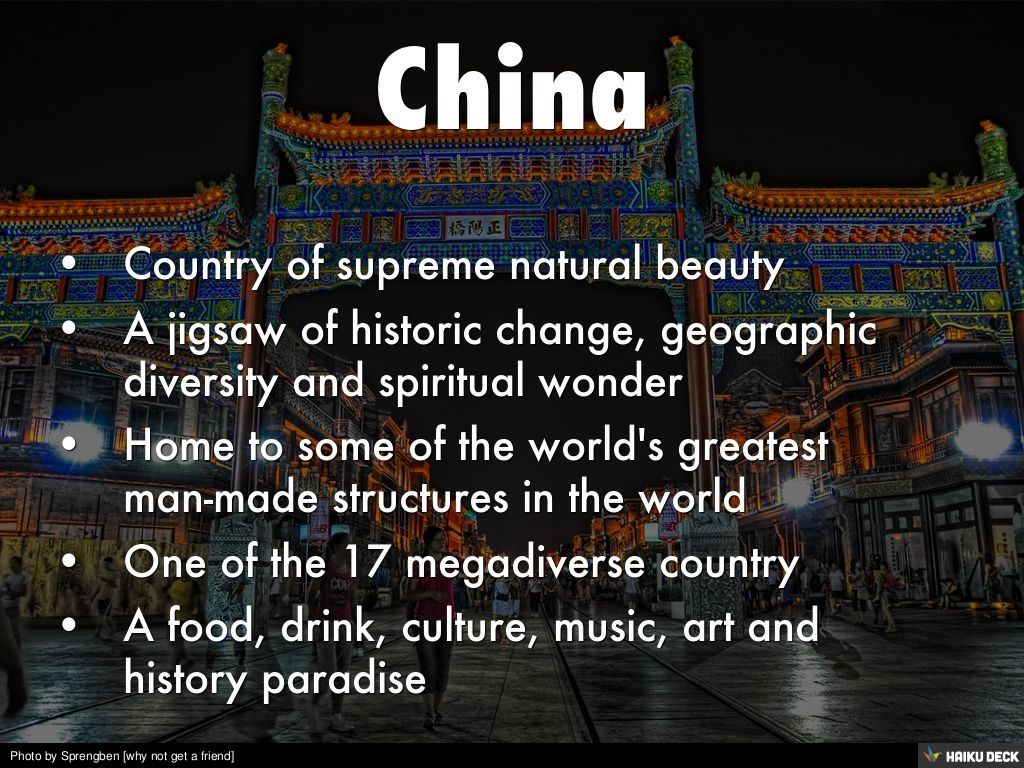 China
正陽橋
• Country of supreme natural beauty
• A jigsaw of historic change, geographic
diversity and spiritual wonder
• Home to some of the world's greatest
man-made structures in the world
• One of the 17 megadiverse country
• A food, drink, culture, music, art and
history paradise
Photo by Sprengben [why not get a friend]
HAIKU DECK